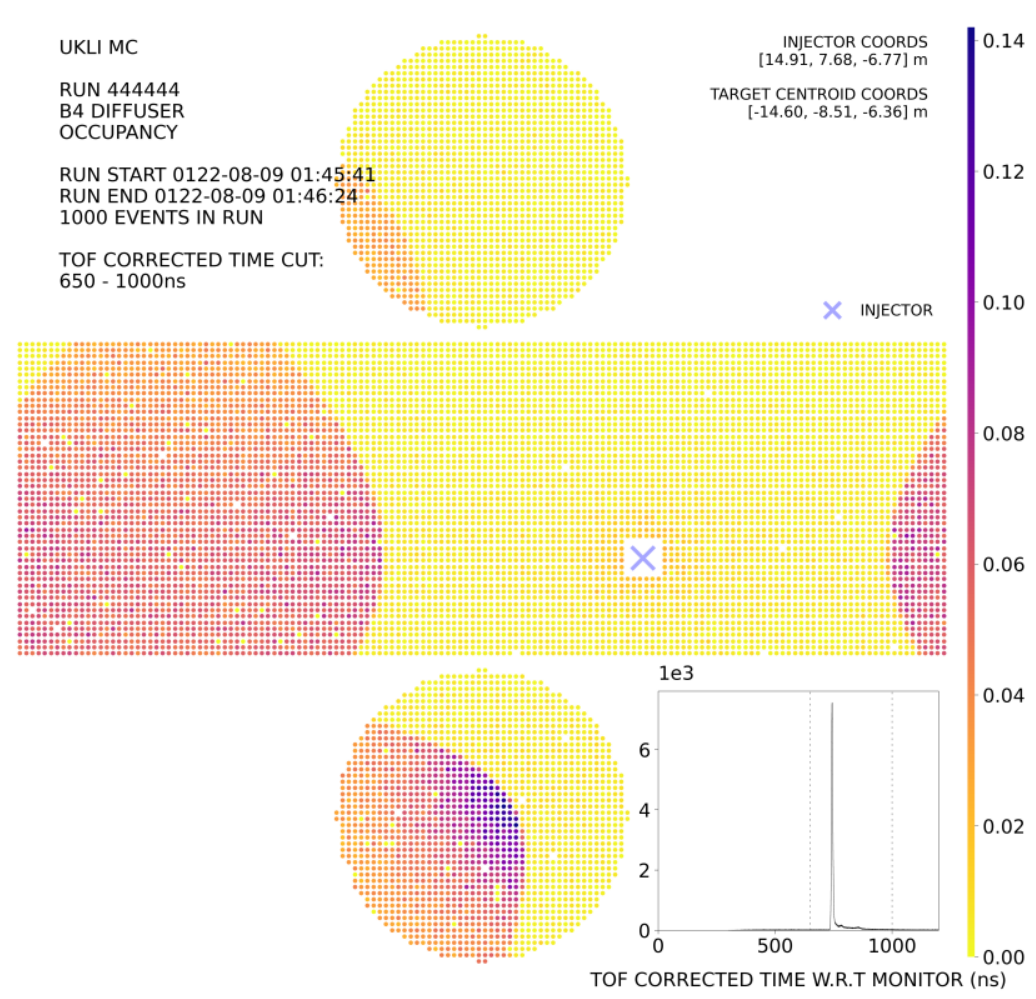 UKLI MC
RUN 444444
B4 DIFFUSER
OCCUPANCY
RUN START 0122-08-09 01:45:41
RUN END 0122-08-09 01:46:24
1000 EVENTS IN RUN
TOF CORRECTED TIME CUT:
650 - 1000ns
INJECTOR COORDS
[14.91, 7.68, -6.77] m
TARGET CENTROID COORDS
[-14.60, -8.51, -6.36] m
INJECTOR
0.14
0.12
0.10
0.08
0.06
0.04
0.02
0.00
1e3
6
4
2
0
0 500 1000
TOF CORRECTED TIME W.R.T MONITOR (ns)